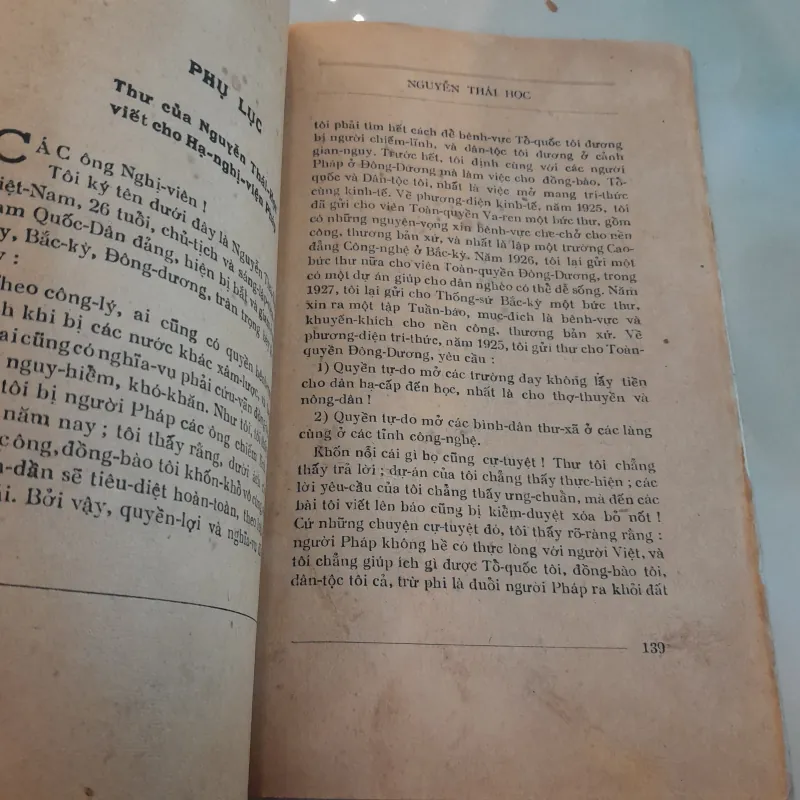 PHỤ LỤC
Thư của Nguyễn Thái-Học
viết cho Hạ-nghị-viện Pháp
CÁC ông Nghị-viên !
Tôi ký tên dưới đây là Nguyễn Thái
Việt-Nam, 26 tuổi, chủ-tịch và sáng-lập
Nam Quốc-Dân đảng, hiện bị bắt và giam
Bắc-kỳ, Đông-dương, trân trọng
:
Theo công-lý, ai cũng có quyền bênh
khi bị các nước khác xâm-lược, và
ai cũng có nghĩa-vụ phải cứu-vận
nguy-hiểm, khó-khăn. Như tôi, tôi
tôi bị người Pháp các ông chiếm
năm nay ; tôi thấy rằng, dưới ách
công, đồng-bào tôi khốn-khổ vô cùng
sẽ tiêu-diệt hoàn-toàn, theo
Bởi vậy, quyền-lợi và nghĩa-vụ
NGUYỄN THÁI HỌC
tôi phải tìm hết cách để bênh-vực Tổ-quốc tôi đương
bị người chiếm-lĩnh, và dân-tộc tôi đương ở cảnh
gian-nguy. Trước hết, tôi định cùng với các người
Pháp ở Đông-Dương mà làm việc cho đồng-bào, Tổ-
quốc và Dân-tộc tôi, nhất là việc mở mang tri-thức
cùng kinh-tế. Về phương-diện kinh-tế, năm 1925, tôi
đã gửi cho viên Toàn-quyền Va-ren một bức thư, gồm
có những nguyện-vọng xin bênh-vực che-chở cho nền
công, thương bản xứ, và nhất là lập một trường Cao-
đẳng Công-nghệ ở Bắc-kỳ. Năm 1926, tôi lại gửi một
bức thư nữa cho viên Toàn-quyền Đông-Dương, trong
có một dự án giúp cho dân nghèo có thể dễ sống. Năm
1927, tôi lại gửi cho Thống-sứ Bắc-kỳ một bức thư,
xin ra một tập Tuần-báo, mục-đích là bênh-vực và
khuyến-khích cho nền công, thương bản xứ. Về
phương-diện tri-thức, năm 1925, tôi gửi thư cho Toàn-
quyền Đông-Dương, yêu cầu :
1) Quyền tự-do mở các trường dạy không lấy tiền
cho dân hạ-cấp đến học, nhất là cho thợ-thuyền và
nông-dân !
2) Quyền tự-do mở các bình-dân thư-xã ở các làng
cùng ở các tỉnh công-nghệ.
Khốn nỗi cái gì họ cũng cự-tuyệt ! Thư tôi chẳng
thấy trả lời ; dự-án của tôi chẳng thấy thực-hiện ; các
lời yêu-cầu của tôi chẳng thấy ưng-chuẩn, mà đến các
bài tôi viết lên báo cũng bị kiểm-duyệt xóa bỏ nốt !
Cứ những chuyện cự-tuyệt đó, tôi thấy rõ-ràng rằng :
người Pháp không hề có thực lòng với người Việt, và
tôi chẳng giúp ích gì được Tổ-quốc tôi, đồng-bào tôi,
dân-tộc tôi cả, trừ phi là đuổi người Pháp ra khỏi đất
139